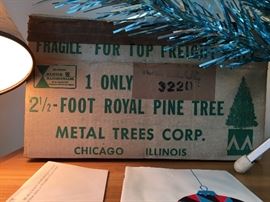 FRAGILE FOR TOP FREIGHT
1 ONLY 3220
2½-FOOT ROYAL PINE TREE
METAL TREES CORP.
CHICAGO ILLINOIS